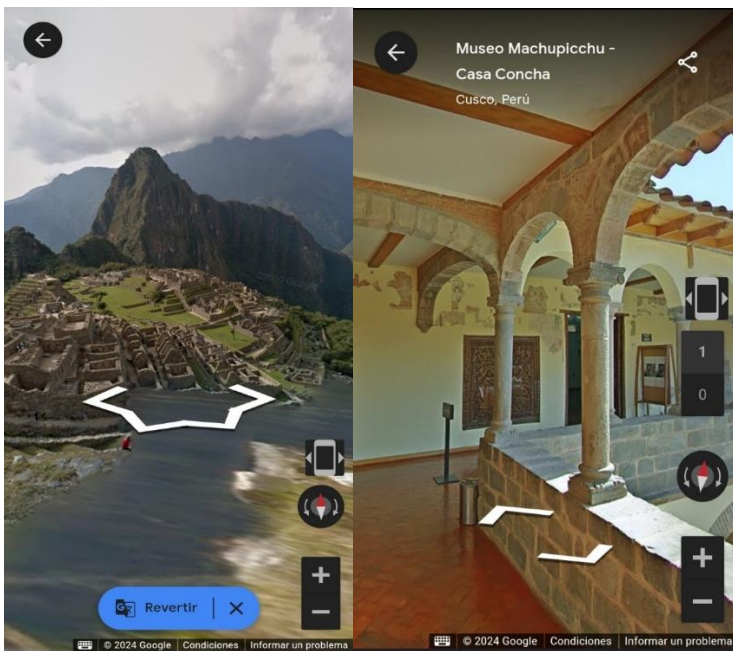 Revertir
© 2024 Google
Condiciones
Informar un problema
Museo Machupicchu -
Casa Concha
Cusco, Perú
1
0
© 2024 Google
Condiciones
Informar un problema